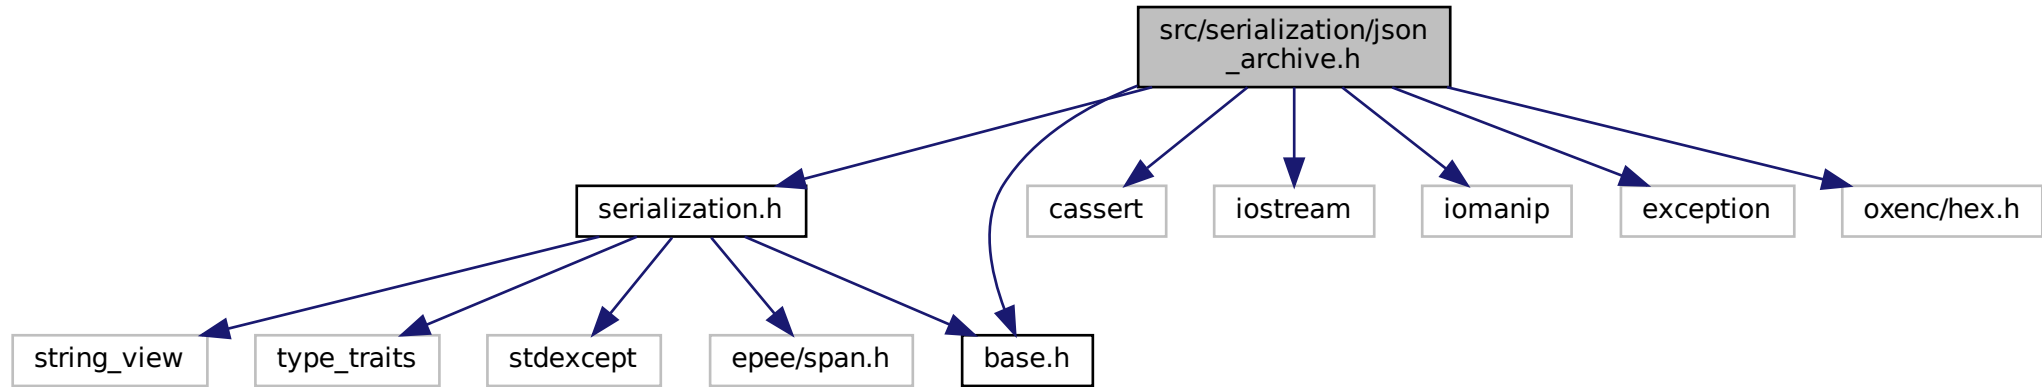 src/serialization/json
_archive.h
serialization.h
cassert
iostream
iomanip
exception
oxenc/hex.h
string_view
type_traits
stdexcept
epee/span.h
base.h